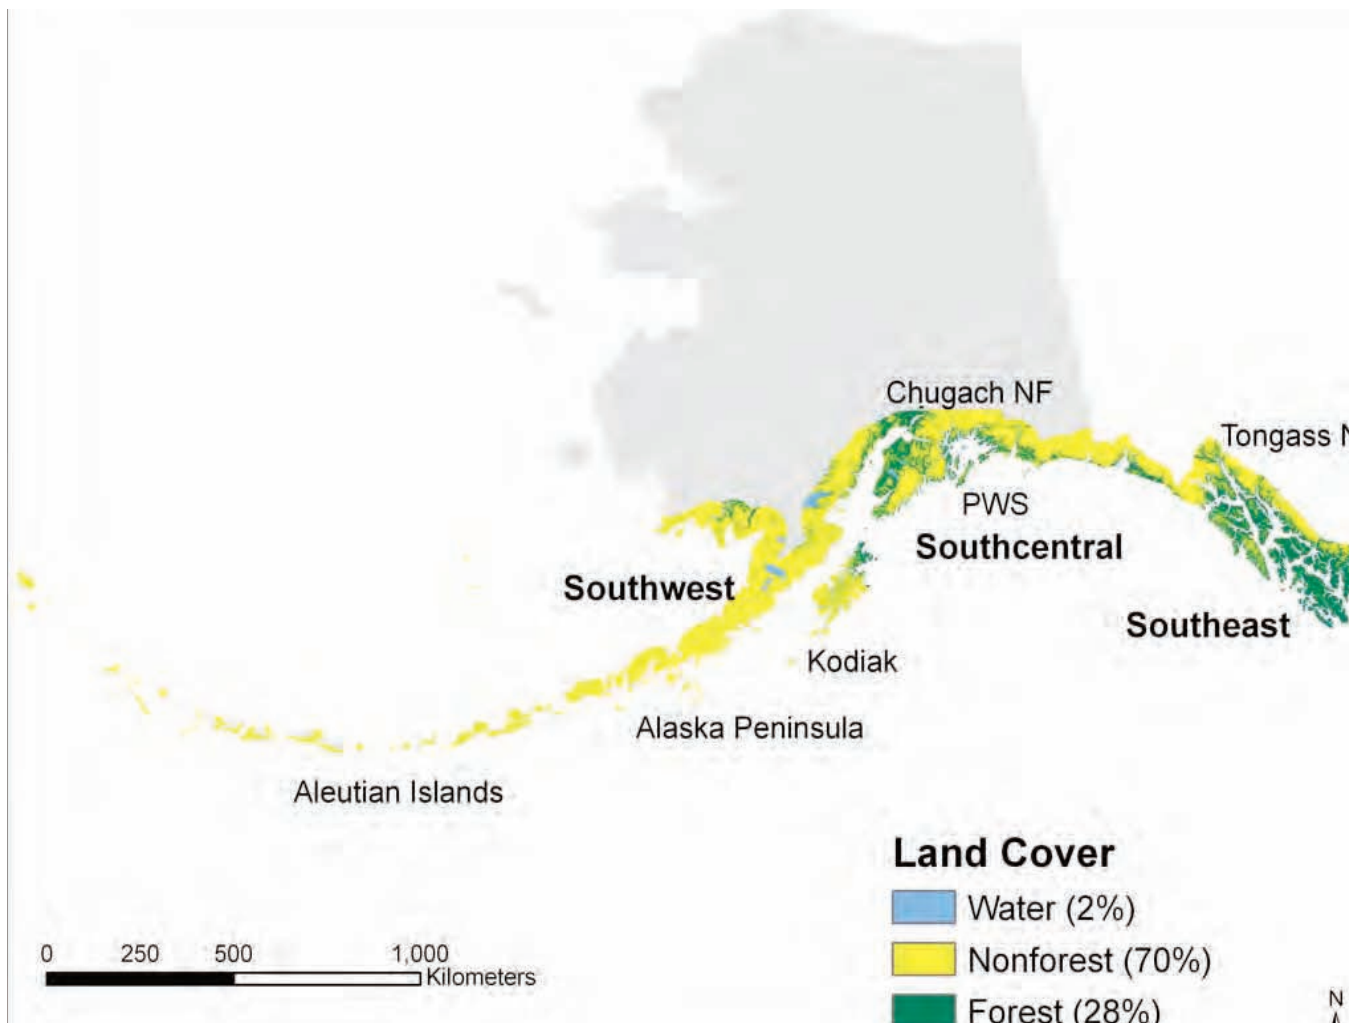 Chugach NF
Tongass N
PWS
Southcentral
Southwest
Southeast
Kodiak
Alaska Peninsula
Aleutian Islands
Land Cover
Water (2%)
Nonforest (70%)
Forest (28%)
0 250 500 1,000
Kilometers
N